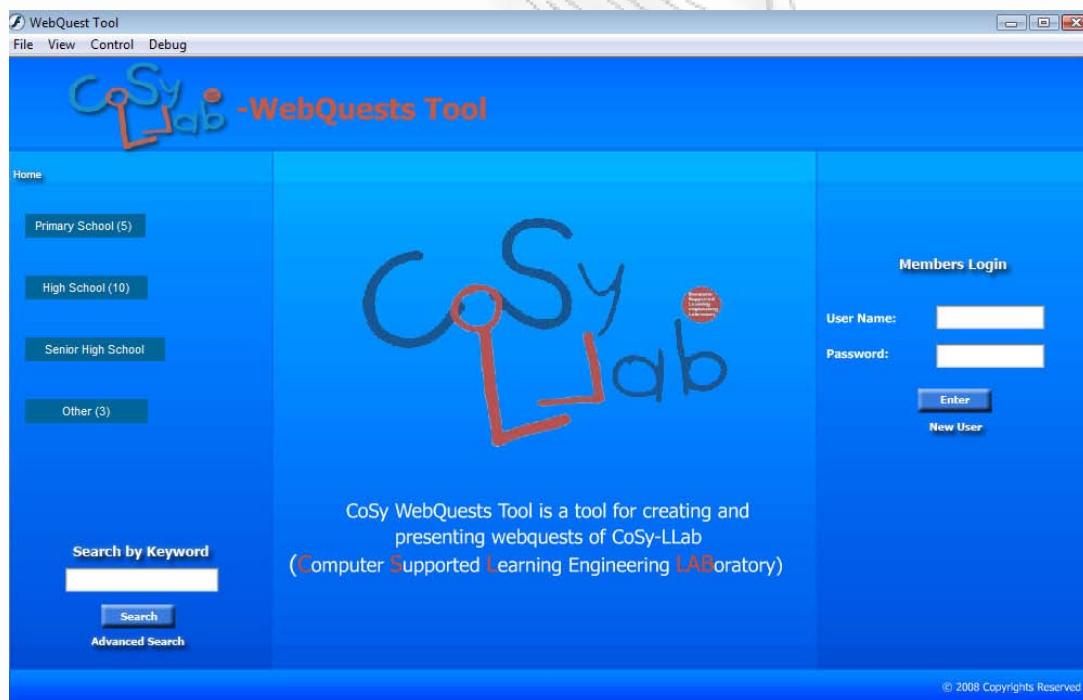 WebQuest Tool
File View Control Debug
CoSy LLab -WebQuests Tool
Home
Primary School (5)
High School (10)
Senior High School
Other (3)
Search by Keyword
Search
Advanced Search
CoSy LLab
CoSy WebQuests Tool is a tool for creating and
presenting webquests of CoSy-LLab
(Computer Supported Learning Engineering LABoratory)
Members Login
User Name:
Password:
Enter
New User
© 2008 Copyrights Reserved